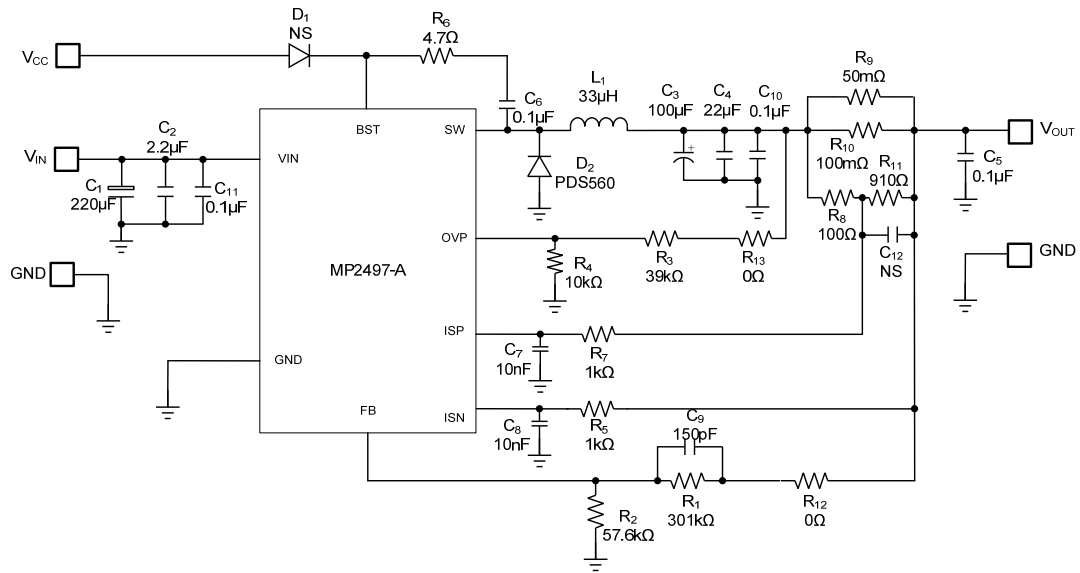 D1
NS
VCC
R6
4.7Ω
C6
0.1µF
L1
33µH
C3
100µF
C4
22µF
C10
0.1µF
R9
50mΩ
R10
100mΩ
R11
910Ω
VOUT
C5
0.1µF
BST
SW
VIN
VIN
C2
2.2µF
C1
220µF
C11
0.1µF
+
D2
PDS560
R8
100Ω
C12
NS
OVP
R4
10kΩ
R3
39kΩ
R13
0Ω
GND
GND
MP2497-A
ISP
C7
10nF
R7
1kΩ
GND
FB
ISN
C8
10nF
R5
1kΩ
C9
150pF
R2
57.6kΩ
R1
301kΩ
R12
0Ω